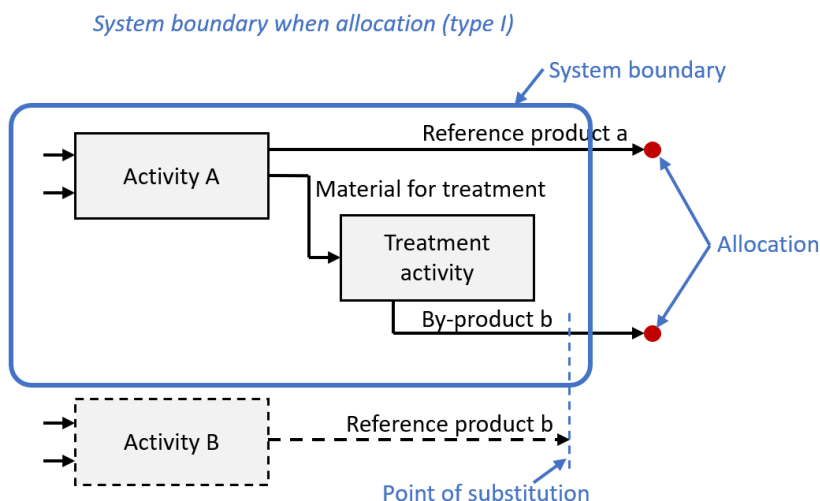 System boundary when allocation (type I)
System boundary
Reference product a
Activity A
Material for treatment
Treatment
activity
Allocation
By-product b
Reference product b
Activity B
Point of substitution